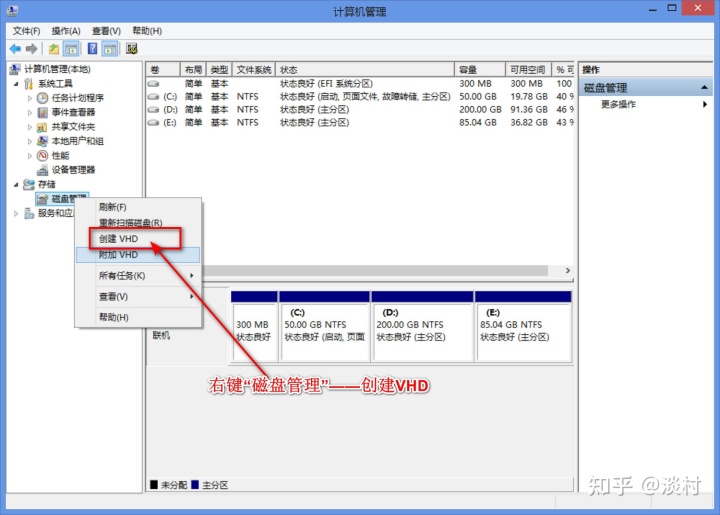 计算机管理
文件(F) 操作(A) 查看(V) 帮助(H)
计算机管理(本地)
系统工具
任务计划程序
事件查看器
共享文件夹
本地用户和组
性能
设备管理器
存储
磁盘管理
服务和应
刷新(F)
重新扫描磁盘(R)
创建 VHD
附加 VHD
所有任务(K)
查看(V)
帮助(H)
卷 布局 类型 文件系统 状态 容量 可用空间 % 可
简单 基本 状态良好 (EFI 系统分区) 300 MB 300 MB 100
(C:) 简单 基本 NTFS 状态良好 (启动, 页面文件, 故障转储, 主分区) 50.00 GB 19.78 GB 40 %
(D:) 简单 基本 NTFS 状态良好 (主分区) 200.00 GB 91.36 GB 46 %
(E:) 简单 基本 NTFS 状态良好 (主分区) 85.04 GB 36.82 GB 43 %
操作
磁盘管理
更多操作
联机
300 MB
状态良好
(C:)
50.00 GB NTFS
状态良好 (启动, 页面
(D:)
200.00 GB NTFS
状态良好 (主分区)
(E:)
85.04 GB NTFS
状态良好 (主分区)
右键“磁盘管理”——创建VHD
未分配 主分区
知乎 @淡村